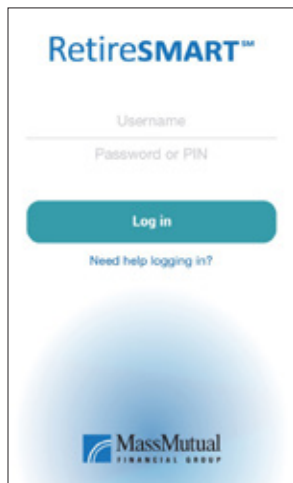 RetireSMART℠
Username
Password or PIN
Log in
Need help logging in?
MassMutual
FINANCIAL GROUP